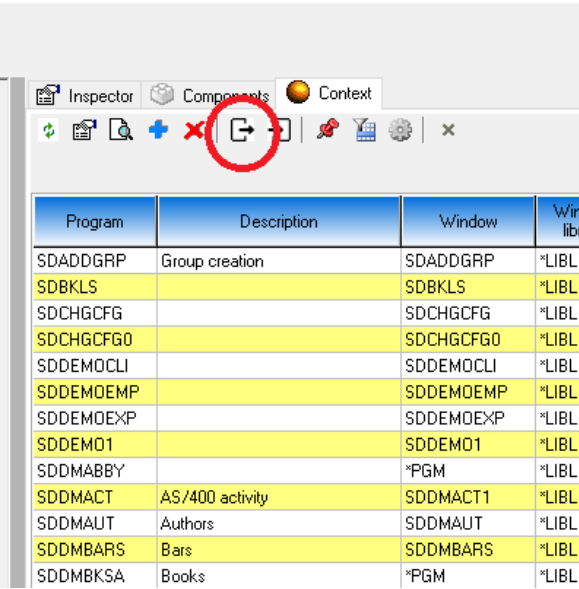 Inspector Components Context
Program Description Window Win
lib
SDADDGRP Group creation SDADDGRP *LIBL
SDBKLS SDBKLS *LIBL
SDCHGCFG SDCHGCFG *LIBL
SDCHGCFG0 SDCHGCFG0 *LIBL
SDDEMOCLI SDDEMOCLI *LIBL
SDDEMOEMP SDDEMOEMP *LIBL
SDDEMOEXP SDDEMOEXP *LIBL
SDDEMO1 SDDEMO1 *LIBL
SDDMABBY *PGM *LIBL
SDDMACT AS/400 activity SDDMACT1 *LIBL
SDDMAUT Authors SDDMAUT *LIBL
SDDMBARS Bars SDDMBARS *LIBL
SDDMBKSA Books *PGM *LIBL